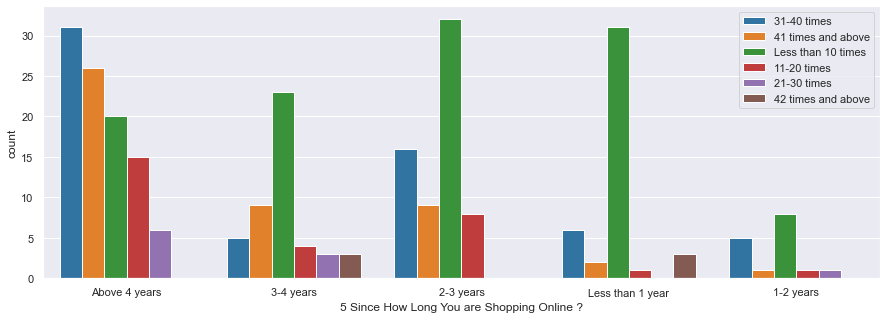 31-40 times
41 times and above
Less than 10 times
11-20 times
21-30 times
42 times and above
30
25
20
15
10
5
0
count
Above 4 years
3-4 years
2-3 years
Less than 1 year
1-2 years
5 Since How Long You are Shopping Online ?